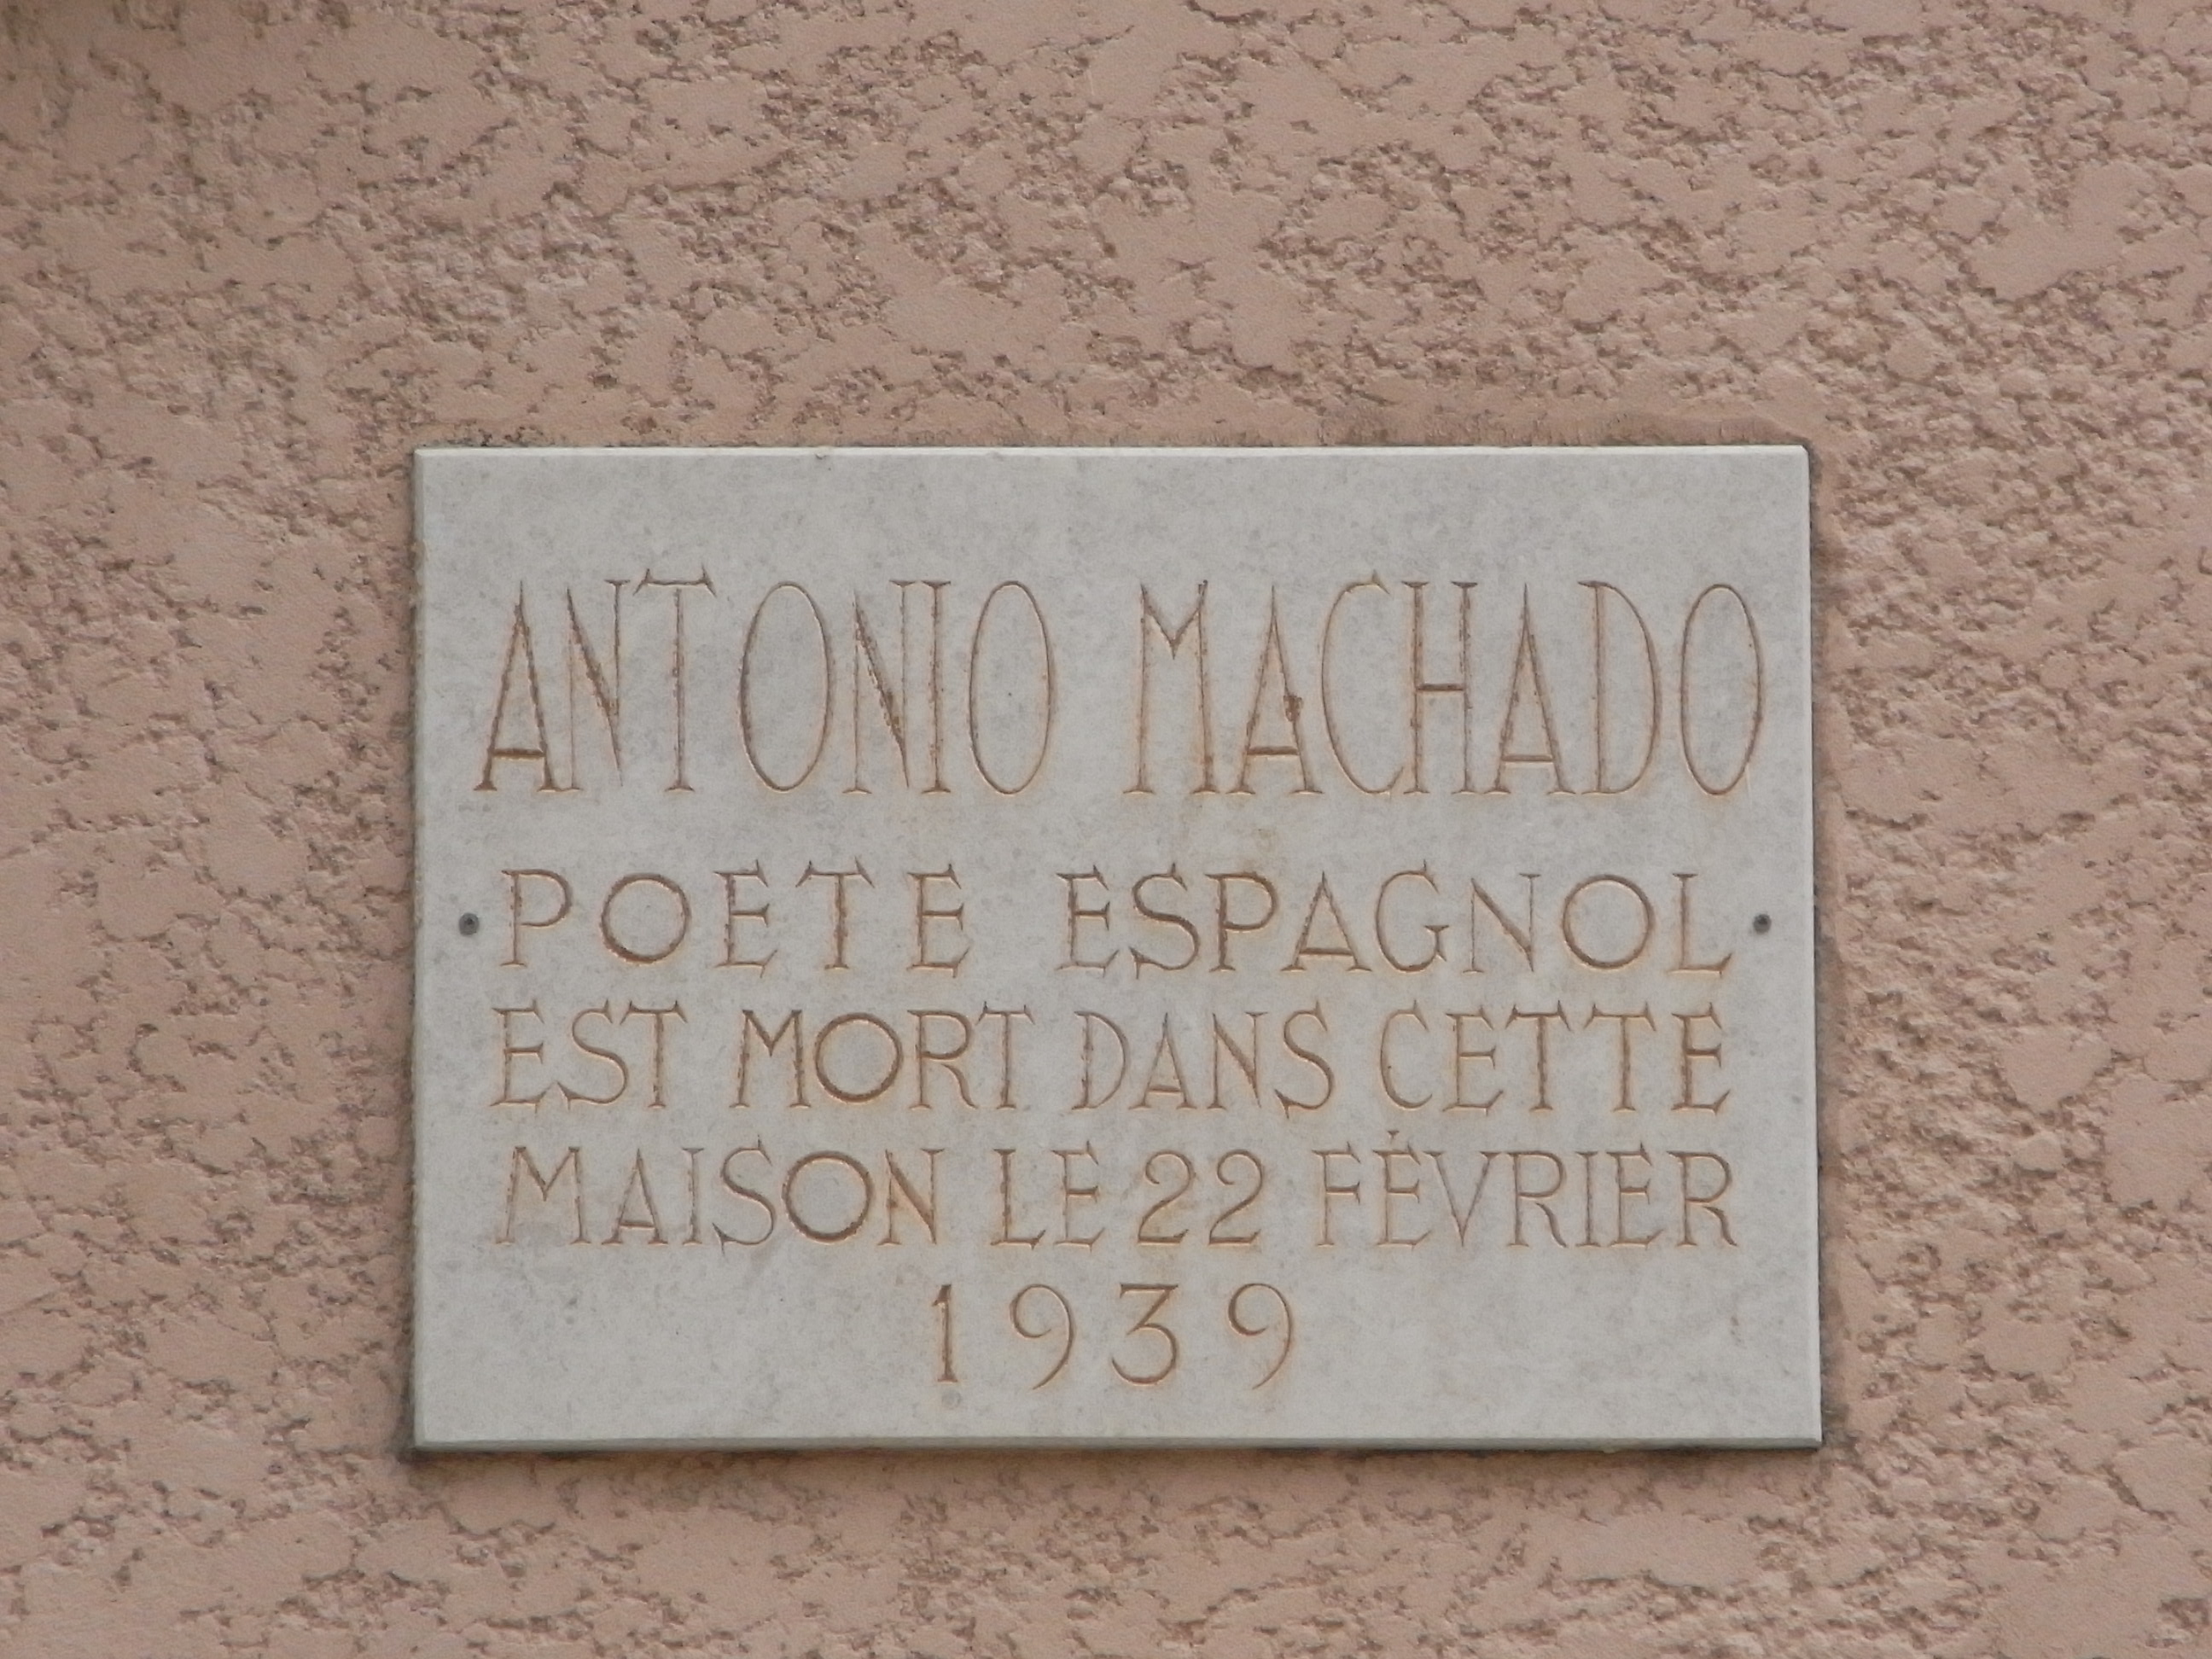 ANTONIO MACHADO
POETE ESPAGNOL
EST MORT DANS CETTE
MAISON LE 22 FÉVRIER
1939